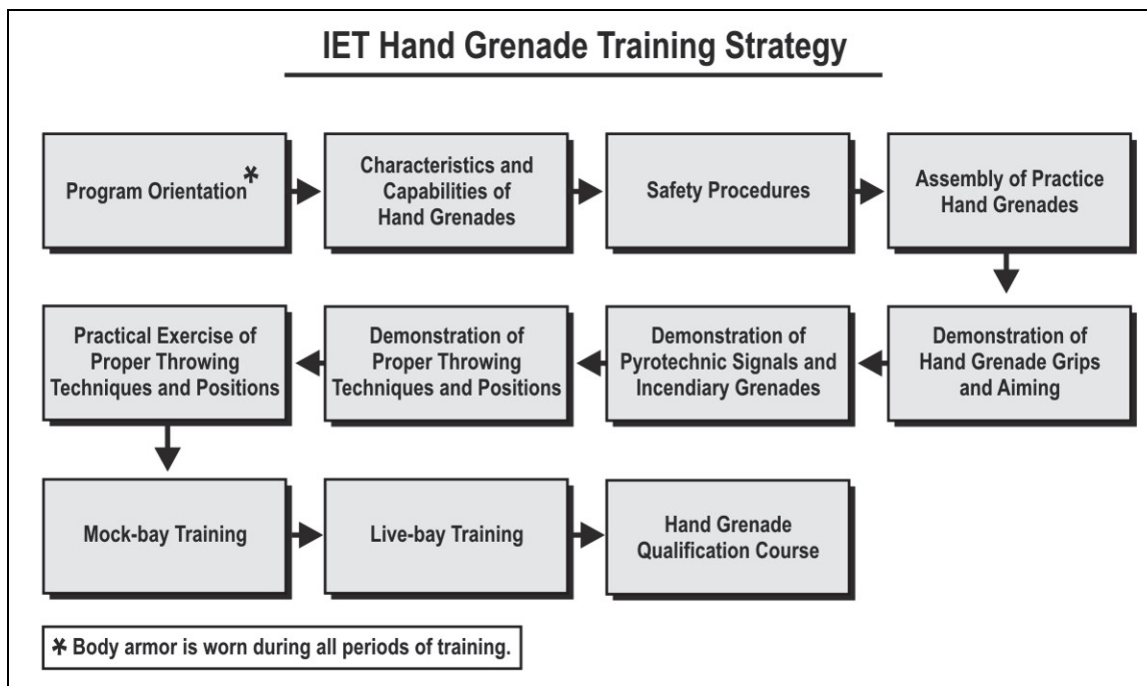 IET Hand Grenade Training Strategy
Program Orientation*
Characteristics and
Capabilities of
Hand Grenades
Safety Procedures
Assembly of Practice
Hand Grenades
Demonstration of
Hand Grenade Grips
and Aiming
Demonstration of
Pyrotechnic Signals and
Incendiary Grenades
Demonstration of
Proper Throwing
Techniques and Positions
Practical Exercise of
Proper Throwing
Techniques and Positions
Mock-bay Training
Live-bay Training
Hand Grenade
Qualification Course
* Body armor is worn during all periods of training.